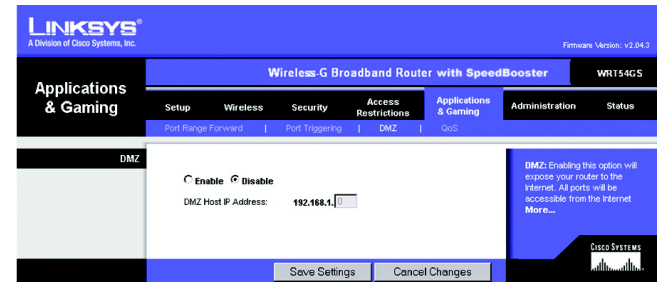 LINKSYS®
A Division of Cisco Systems, Inc.
Firmware Version: v2.04.3
Wireless-G Broadband Router with SpeedBooster
WRT54GS
Applications
& Gaming
Setup
Wireless
Security
Access
Restrictions
Applications
& Gaming
Administration
Status
Port Range Forward | Port Triggering | DMZ | QoS
DMZ
Enable Disable
DMZ Host IP Address: 192.168.1. 0
DMZ: Enabling this option will
expose your router to the
Internet. All ports will be
accessible from the Internet
More...
CISCO SYSTEMS
Save Settings
Cancel Changes